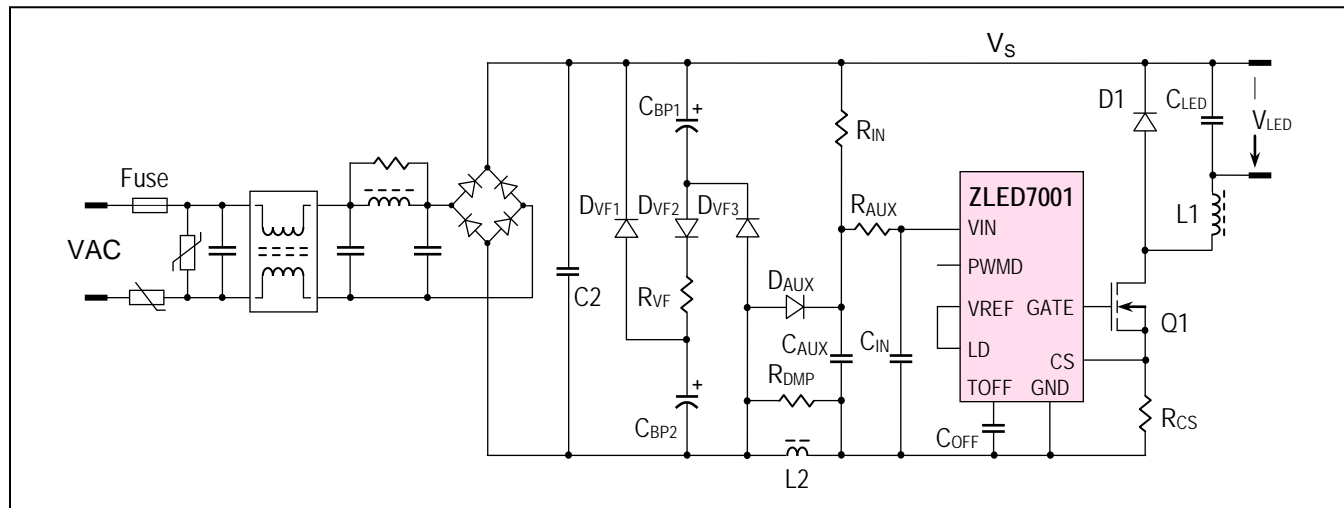 VS
CBP1 +
D1
CLED
VLED
RIN
Fuse
ZLED7001
DVF1 DVF2 DVF3
RAUX
L1
VIN
VAC
PWMD
DAUX
C2
RVF
VREF GATE
Q1
CAUX
CIN
LD
CS
RDMP
+
TOFF GND
CBP2
COFF
RCS
L2